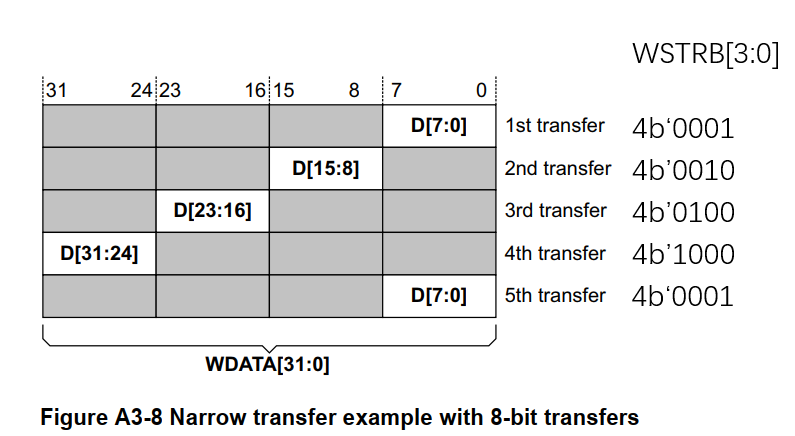 WSTRB[3:0]
31 24 23 16 15 8 7 0
D[7:0] 1st transfer 4b‘0001
D[15:8] 2nd transfer 4b’0010
D[23:16] 3rd transfer 4b’0100
D[31:24] 4th transfer 4b’1000
D[7:0] 5th transfer 4b‘0001
WDATA[31:0]
Figure A3-8 Narrow transfer example with 8-bit transfers